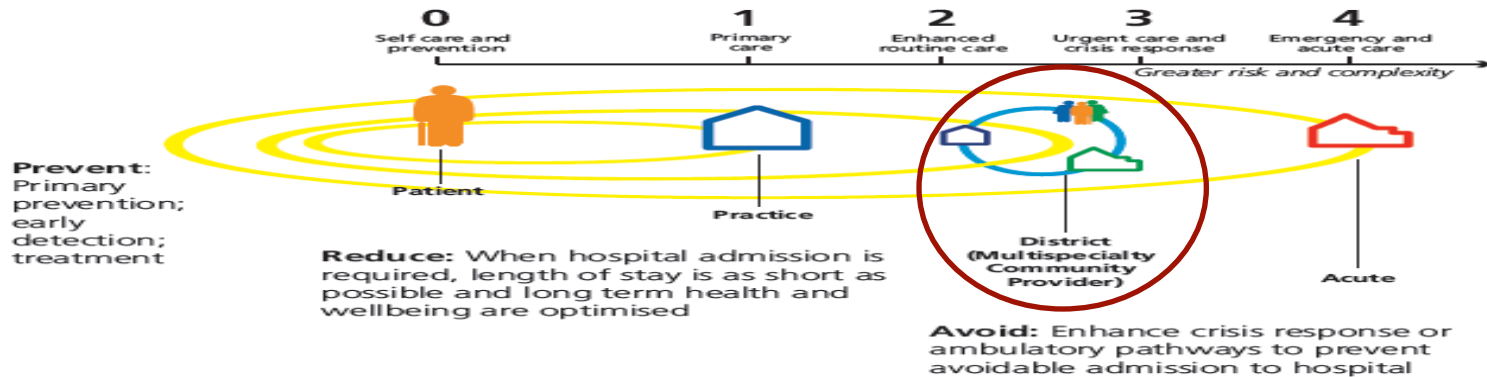 0
Self care and
prevention
1
Primary
care
2
Enhanced
routine care
3
Urgent care and
crisis response
4
Emergency and
acute care
Greater risk and complexity
Prevent:
Primary
prevention;
early
detection;
treatment
Patient
Practice
District
(Multispecialty
Community
Provider)
Acute
Reduce: When hospital admission is
required, length of stay is as short as
possible and long term health and
wellbeing are optimised
Avoid: Enhance crisis response or
ambulatory pathways to prevent
avoidable admission to hospital